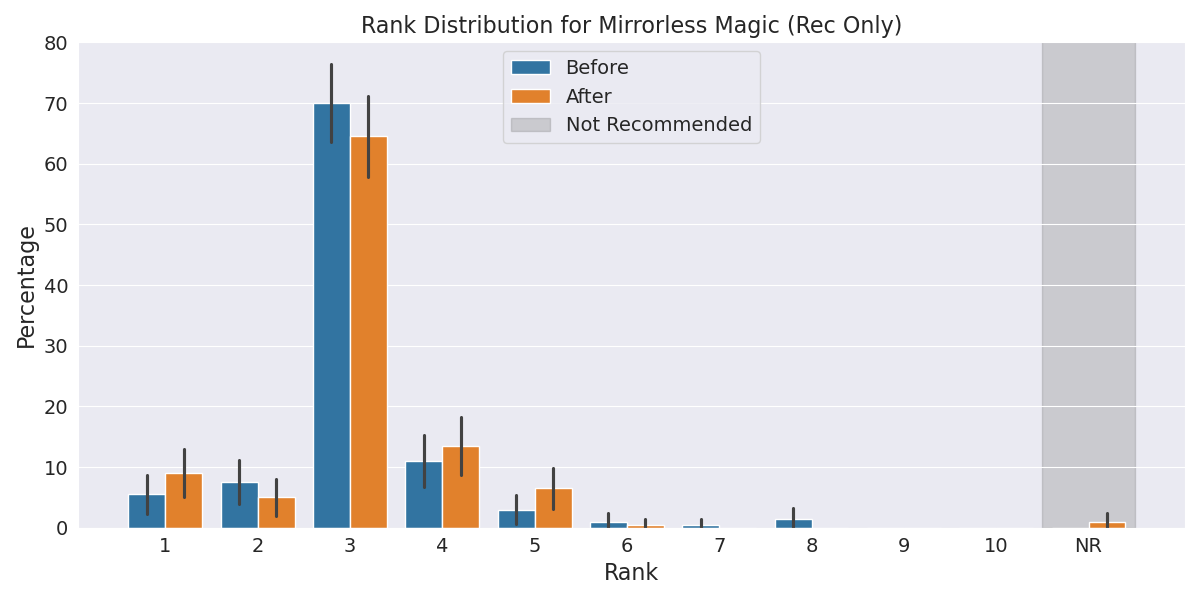 Rank Distribution for Mirrorless Magic (Rec Only)
Before
After
Not Recommended
Percentage
80
70
60
50
40
30
20
10
0
1 2 3 4 5 6 7 8 9 10 NR
Rank